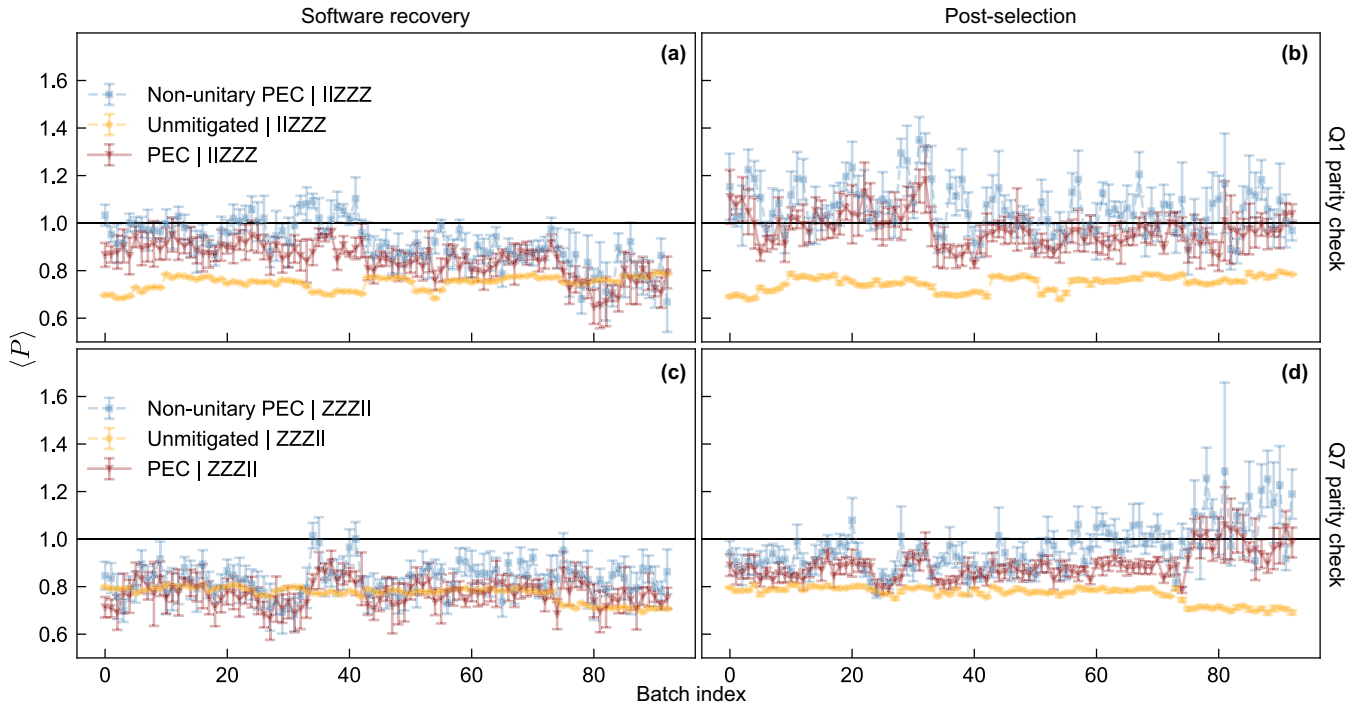 Software recovery
Post-selection
(a)
(b)
1.6
1.4
1.2
1.0
0.8
0.6
Non-unitary PEC | IIZZZ
Unmitigated | IIZZZ
PEC | IIZZZ
Q1 parity check
⟨P⟩
(c)
(d)
1.6
1.4
1.2
1.0
0.8
0.6
Non-unitary PEC | ZZZII
Unmitigated | ZZZII
PEC | ZZZII
Q7 parity check
0 20 40 60 80
0 20 40 60 80
Batch index